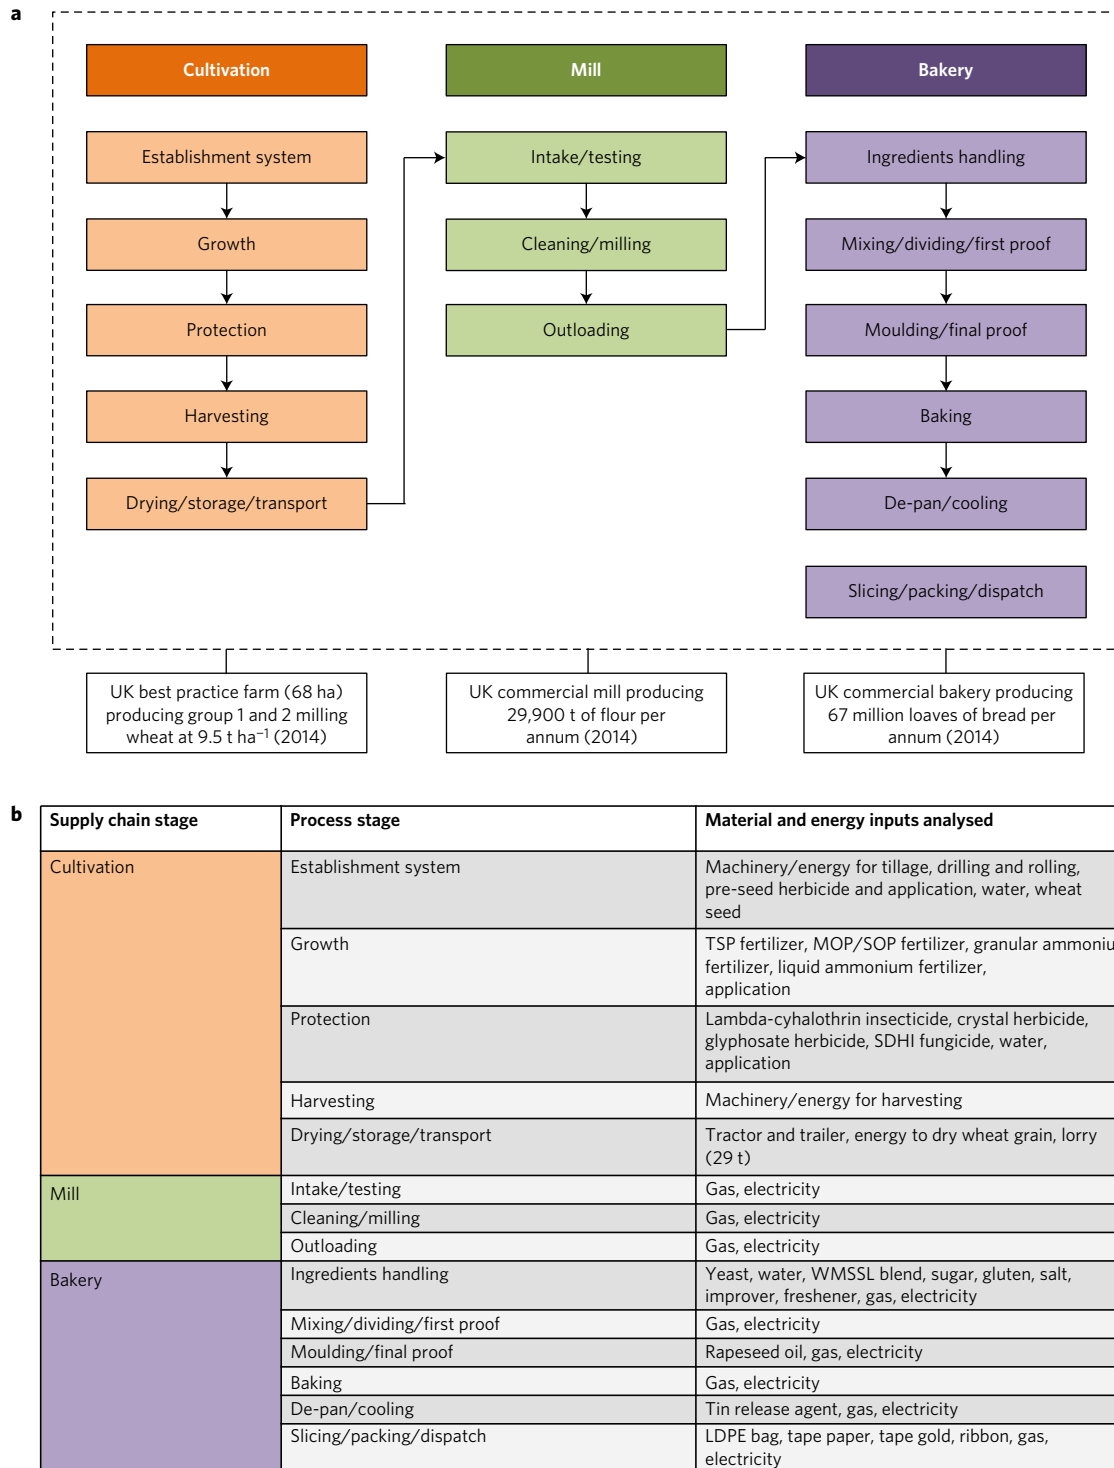 a
Cultivation
Mill
Bakery
Establishment system
Intake/testing
Ingredients handling
Growth
Cleaning/milling
Mixing/dividing/first proof
Protection
Outloading
Moulding/final proof
Harvesting
Baking
Drying/storage/transport
De-pan/cooling
Slicing/packing/dispatch
UK best practice farm (68 ha)
producing group 1 and 2 milling
wheat at 9.5 t ha⁻¹ (2014)
UK commercial mill producing
29,900 t of flour per
annum (2014)
UK commercial bakery producing
67 million loaves of bread per
annum (2014)
b
Supply chain stage
Process stage
Material and energy inputs analysed
Cultivation
Establishment system
Machinery/energy for tillage, drilling and rolling,
pre-seed herbicide and application, water, wheat
seed
Growth
TSP fertilizer, MOP/SOP fertilizer, granular ammoniu
fertilizer, liquid ammonium fertilizer,
application
Protection
Lambda-cyhalothrin insecticide, crystal herbicide,
glyphosate herbicide, SDHI fungicide, water,
application
Harvesting
Machinery/energy for harvesting
Drying/storage/transport
Tractor and trailer, energy to dry wheat grain, lorry
(29 t)
Mill
Intake/testing
Gas, electricity
Cleaning/milling
Gas, electricity
Outloading
Gas, electricity
Bakery
Ingredients handling
Yeast, water, WMSSL blend, sugar, gluten, salt,
improver, freshener, gas, electricity
Mixing/dividing/first proof
Gas, electricity
Moulding/final proof
Rapeseed oil, gas, electricity
Baking
Gas, electricity
De-pan/cooling
Tin release agent, gas, electricity
Slicing/packing/dispatch
LDPE bag, tape paper, tape gold, ribbon, gas,
electricity